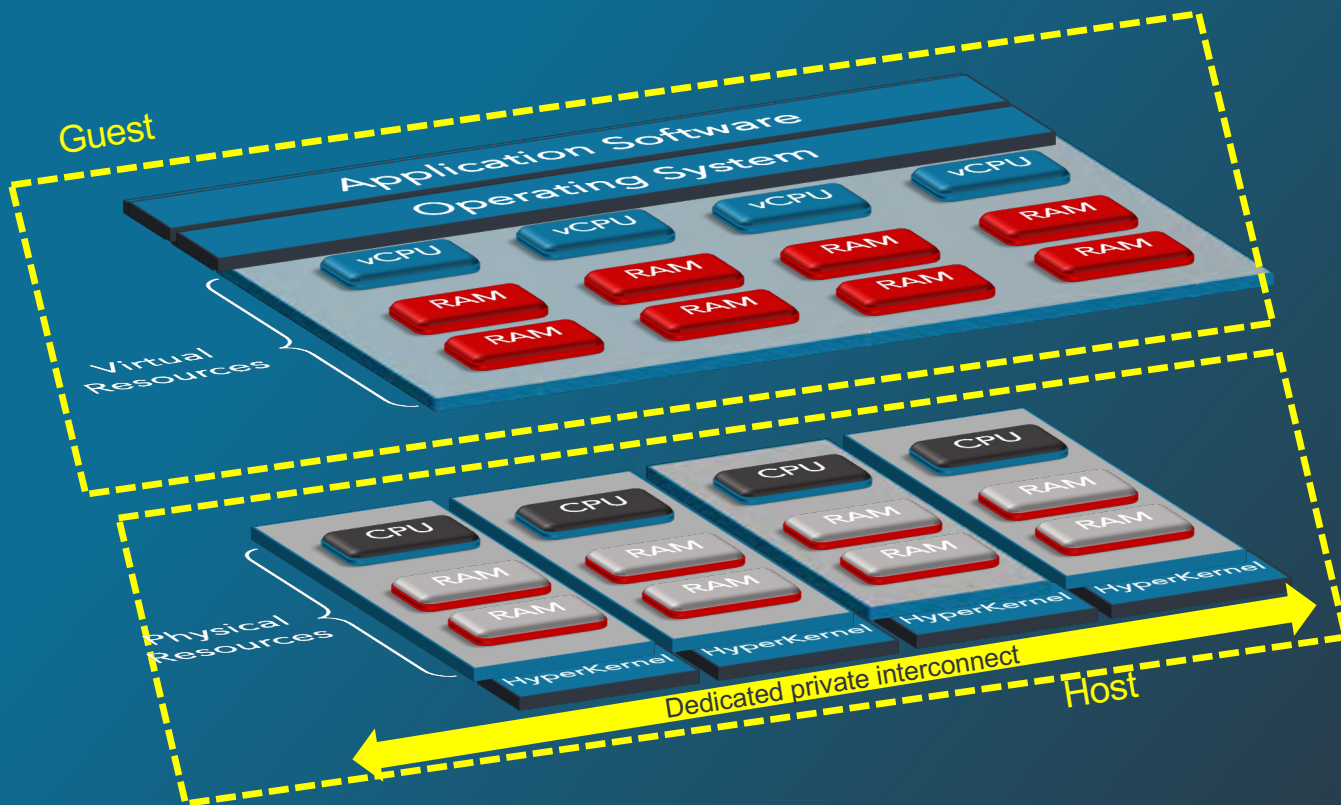 Guest
Application Software
Operating System
vCPU
vCPU
vCPU
vCPU
RAM
RAM
RAM
RAM
RAM
RAM
RAM
RAM
Virtual
Resources
CPU
CPU
CPU
CPU
RAM
RAM
RAM
RAM
RAM
RAM
RAM
RAM
Physical
Resources
HyperKernel
HyperKernel
HyperKernel
HyperKernel
Dedicated private interconnect
Host